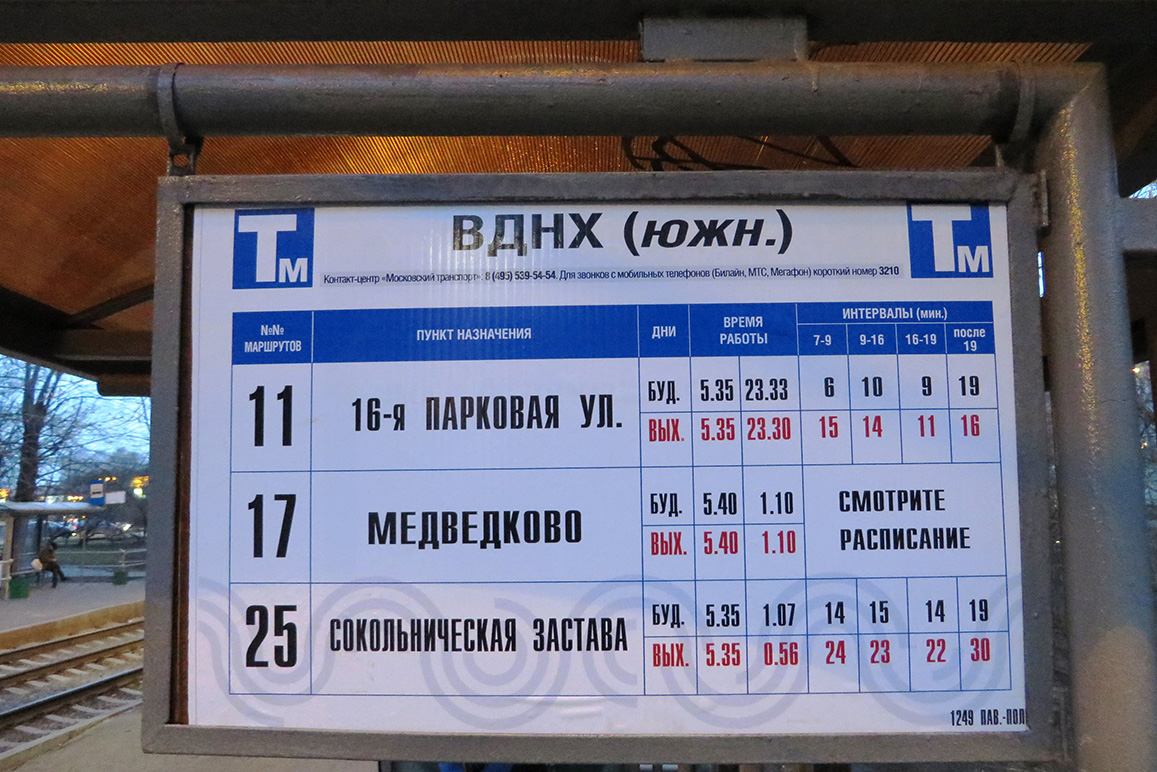 Тм ВДНХ (южн.) Тм
Контакт-центр «Московский транспорт»: 8 (495) 539-54-54. Для звонков с мобильных телефонов (Билайн, МТС, Мегафон) короткий номер 3210
№№ МАРШРУТОВ ПУНКТ НАЗНАЧЕНИЯ ДНИ ВРЕМЯ РАБОТЫ ИНТЕРВАЛЫ (мин.)
7-9 9-16 16-19 после 19
11 16-я ПАРКОВАЯ УЛ. БУД. 5.35 23.33 6 10 9 19
ВЫХ. 5.35 23.30 15 14 11 16
17 МЕДВЕДКОВО БУД. 5.40 1.10 СМОТРИТЕ
ВЫХ. 5.40 1.10 РАСПИСАНИЕ
25 СОКОЛЬНИЧЕСКАЯ ЗАСТАВА БУД. 5.35 1.07 14 15 14 19
ВЫХ. 5.35 0.56 24 23 22 30
1249 ПАВ.-ПОЛ